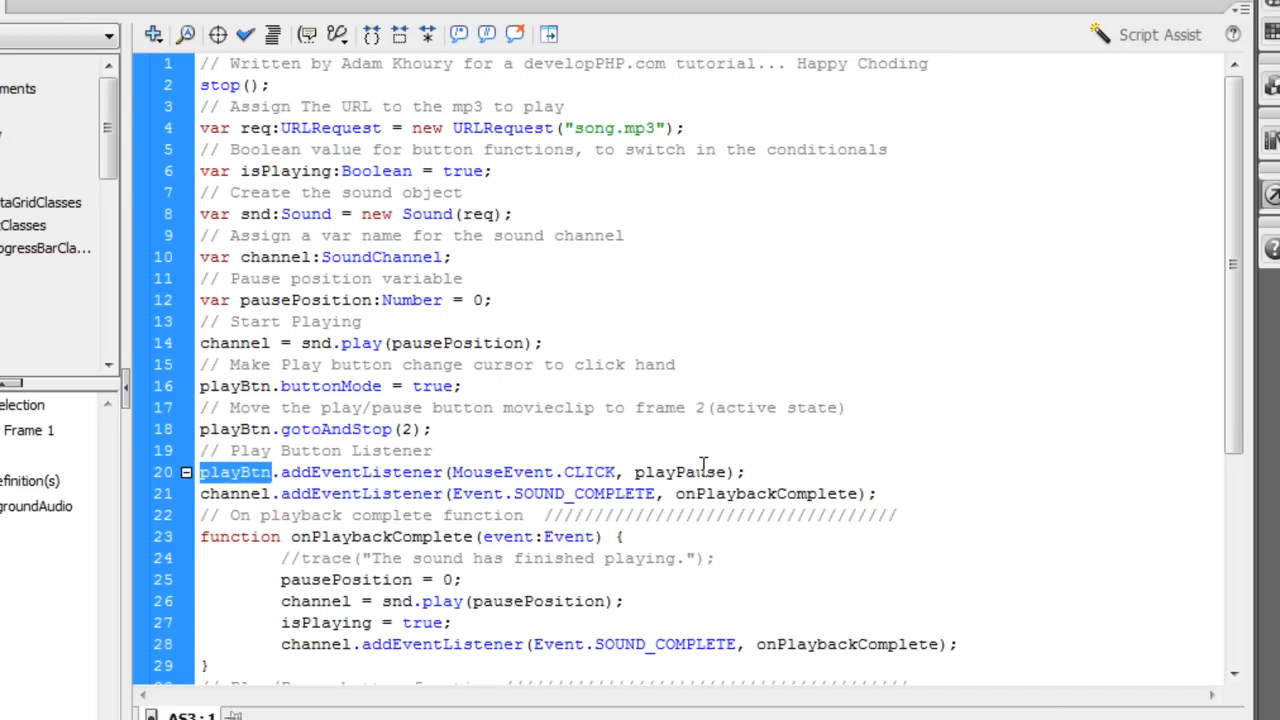 Script Assist
ments
taGridClasses
Classes
ogressBarCla...
election
Frame 1
efinition(s)
groundAudio
1 // Written by Adam Khoury for a developPHP.com tutorial... Happy Choding
2 stop();
3 // Assign The URL to the mp3 to play
4 var req:URLRequest = new URLRequest("song.mp3");
5 // Boolean value for button functions, to switch in the conditionals
6 var isPlaying:Boolean = true;
7 // Create the sound object
8 var snd:Sound = new Sound(req);
9 // Assign a var name for the sound channel
10 var channel:SoundChannel;
11 // Pause position variable
12 var pausePosition:Number = 0;
13 // Start Playing
14 channel = snd.play(pausePosition);
15 // Make Play button change cursor to click hand
16 playBtn.buttonMode = true;
17 // Move the play/pause button movieclip to frame 2(active state)
18 playBtn.gotoAndStop(2);
19 // Play Button Listener
20 playBtn.addEventListener(MouseEvent.CLICK, playPause);
21 channel.addEventListener(Event.SOUND_COMPLETE, onPlaybackComplete);
22 // On playback complete function ///////////////////////////////////
23 function onPlaybackComplete(event:Event) {
24 //trace("The sound has finished playing.");
25 pausePosition = 0;
26 channel = snd.play(pausePosition);
27 isPlaying = true;
28 channel.addEventListener(Event.SOUND_COMPLETE, onPlaybackComplete);
29 }
AS3 : 1